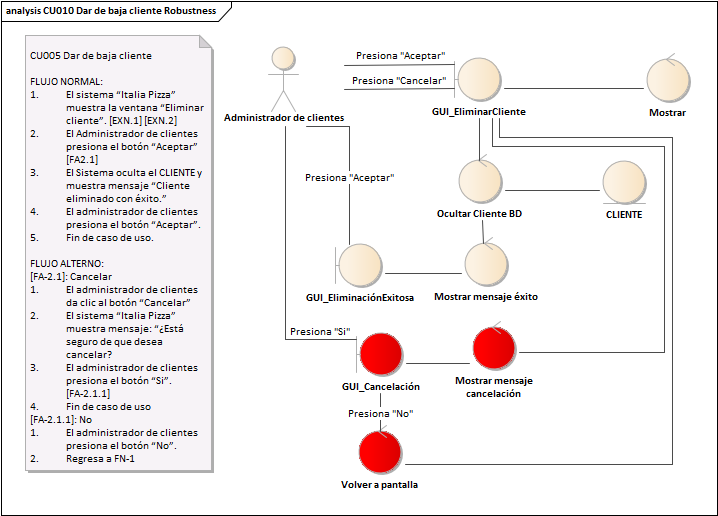 analysis CU010 Dar de baja cliente Robustness
CU005 Dar de baja cliente
FLUJO NORMAL:
1. El sistema “Italia Pizza”
muestra la ventana “Eliminar
cliente”. [EXN.1] [EXN.2]
2. El Administrador de clientes
presiona el botón “Aceptar”
[FA2.1]
3. El Sistema oculta el CLIENTE y
muestra mensaje “Cliente
eliminado con éxito.”
4. El administrador de clientes
presiona el botón “Aceptar”.
5. Fin de caso de uso.
FLUJO ALTERNO:
[FA-2.1]: Cancelar
1. El administrador de clientes
da clic al botón “Cancelar”
2. El sistema “Italia Pizza”
muestra mensaje: “¿Está
seguro de que desea
cancelar?
3. El administrador de clientes
presiona el botón “Si”.
[FA-2.1.1]
4. Fin de caso de uso
[FA-2.1.1]: No
1. El administrador de clientes
presiona el botón “No”.
2. Regresa a FN-1
Administrador de clientes
Presiona "Aceptar"
Presiona "Cancelar"
GUI_EliminarCliente
Mostrar
Presiona "Aceptar"
Ocultar Cliente BD
CLIENTE
GUI_EliminaciónExitosa
Mostrar mensaje éxito
Presiona "Si"
GUI_Cancelación
Mostrar mensaje
cancelación
Presiona "No"
Volver a pantalla